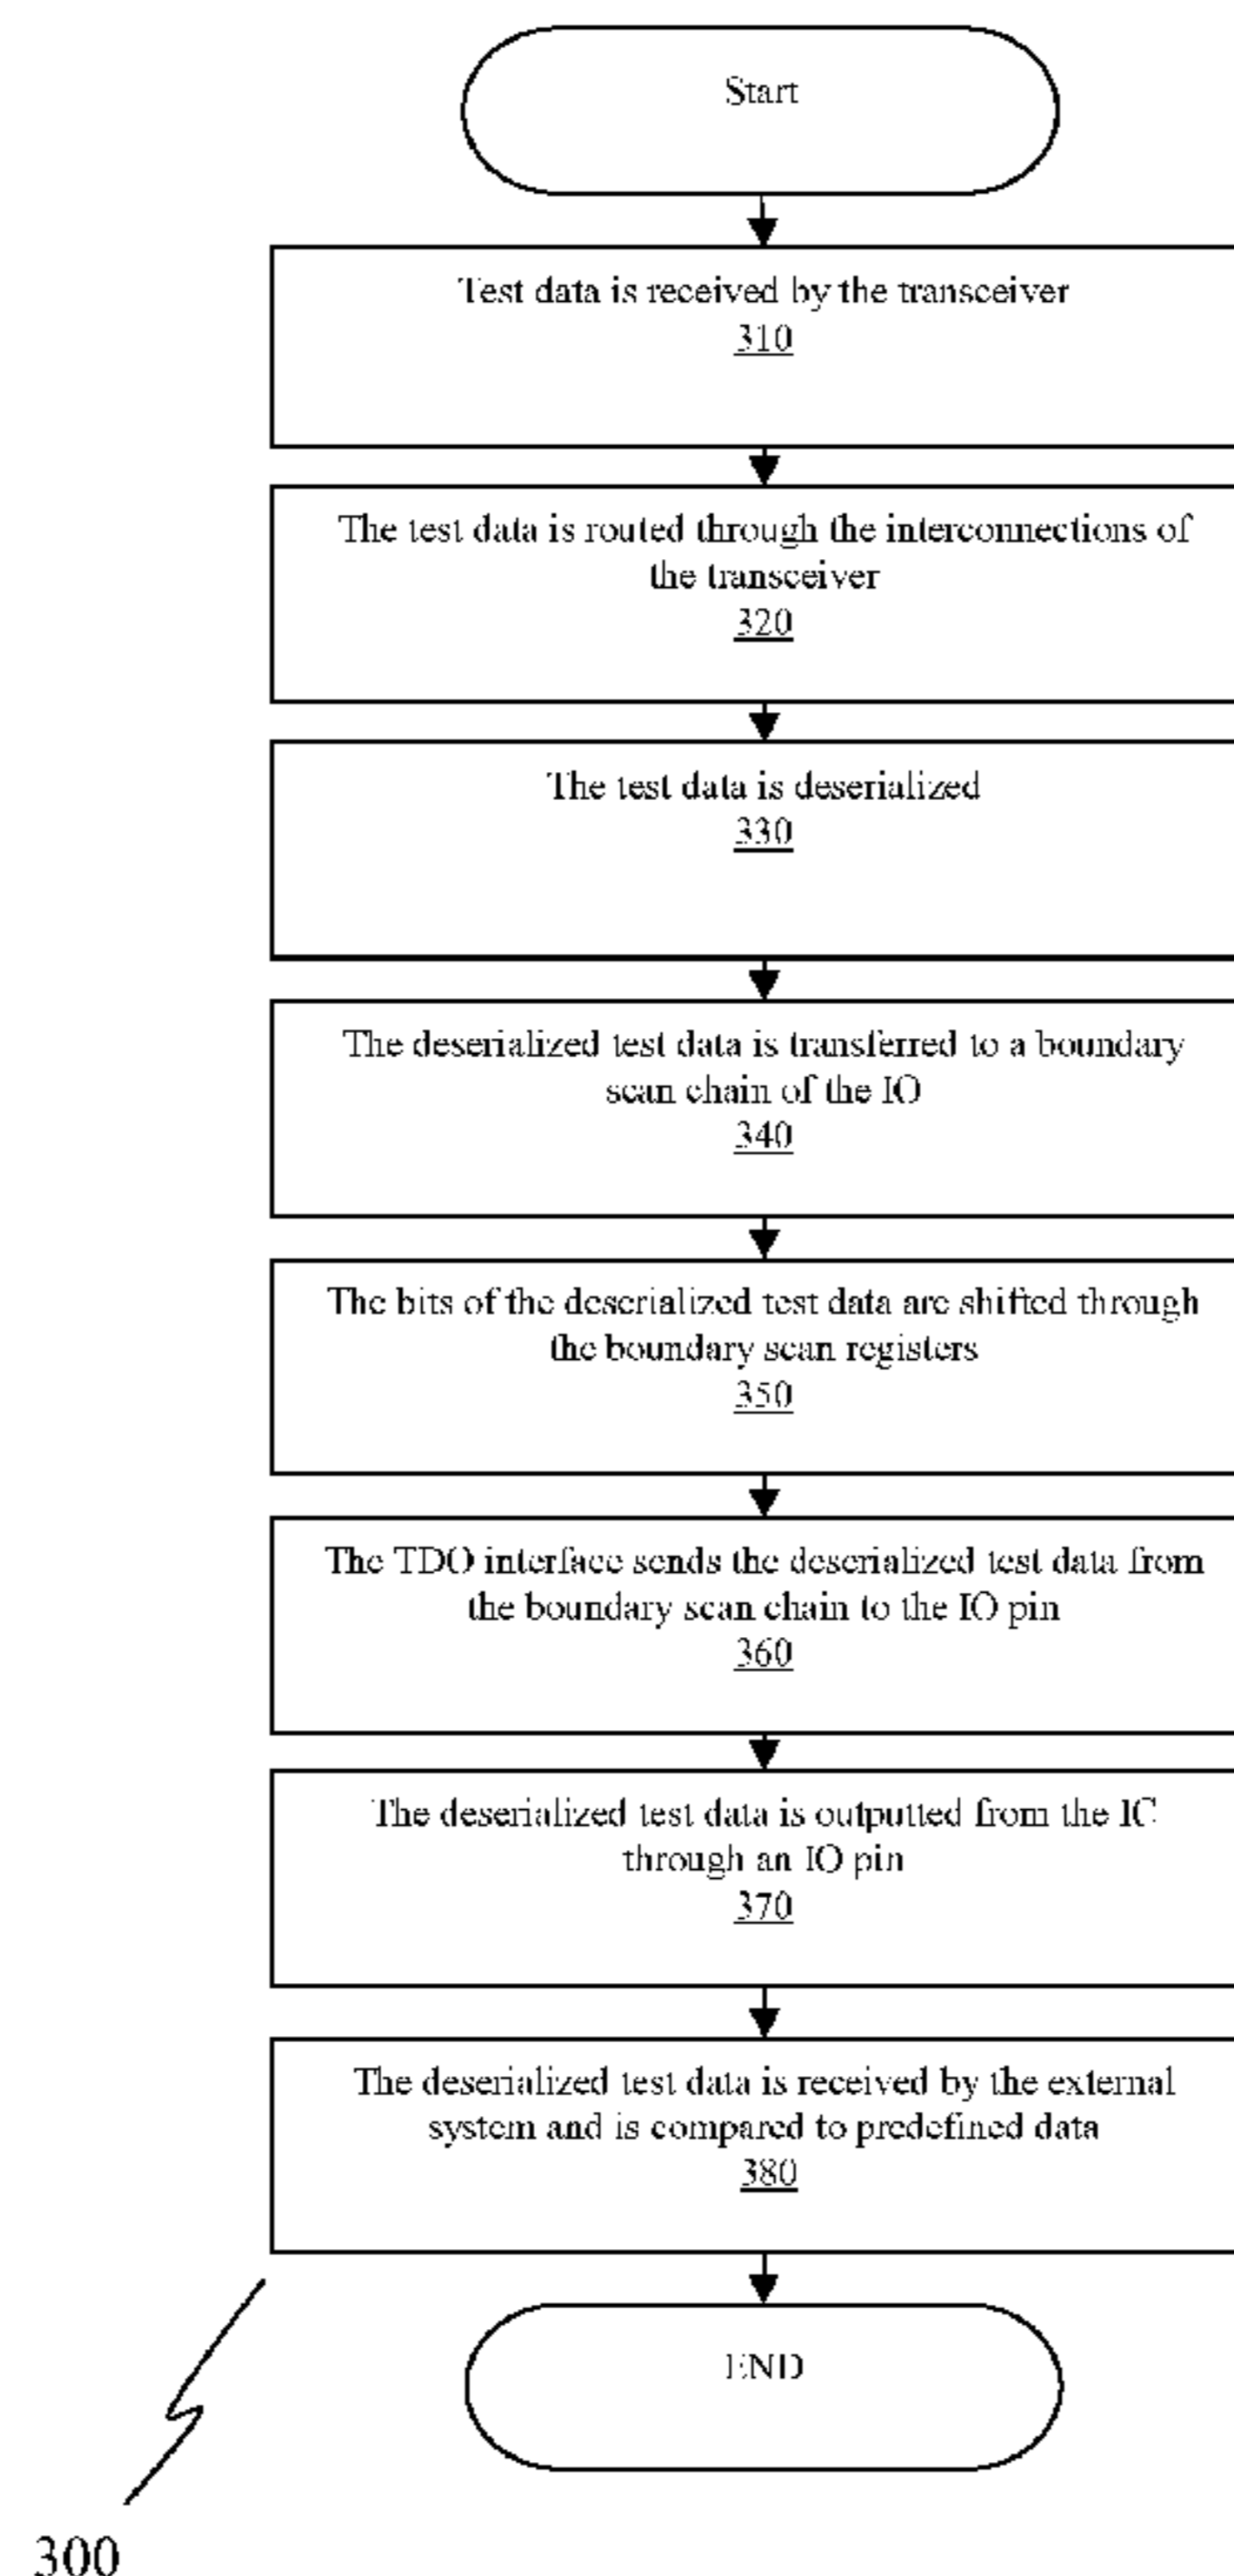 Start
Test data is received by the transceiver
310
The test data is routed through the interconnections of
the transceiver
320
The test data is deserialized
330
The deserialized test data is transferred to a boundary
scan chain of the IO
340
The bits of the deserialized test data are shifted through
the boundary scan registers
350
The TDO interface sends the deserialized test data from
the boundary scan chain to the IO pin
360
The deserialized test data is outputted from the IC
through an IO pin
370
The deserialized test data is received by the external
system and is compared to predefined data
380
END
300